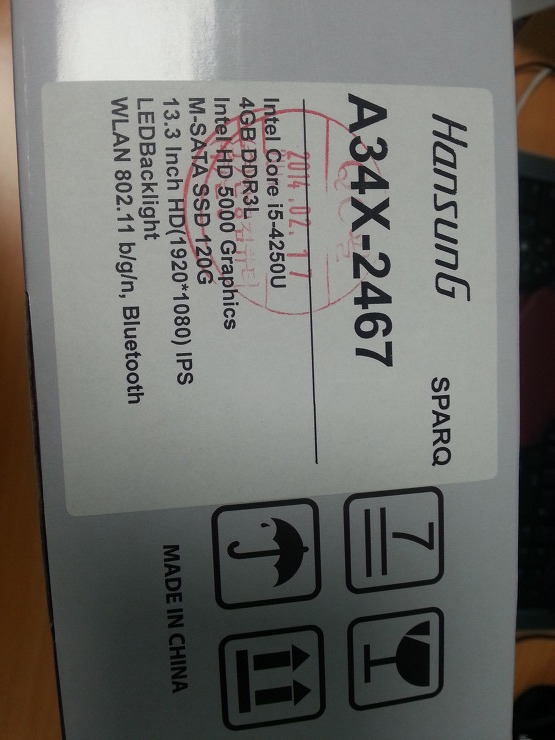 HansunG SPARQ
A34X-2467
Intel Core i5-4250U
4GB DDR3L
Intel HD 5000 Graphics
M-SATA SSD 120G
13.3 Inch HD(1920*1080) IPS
LEDBacklight
WLAN 802.11 b/g/n, Bluetooth
2014.02.17
7
MADE IN CHINA